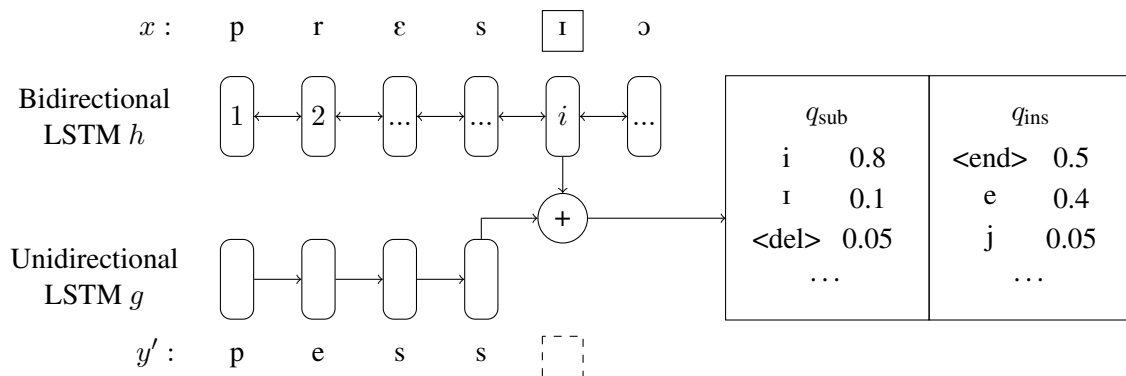 x : p r ɛ s ɪ ɔ
Bidirectional
LSTM h
1 2 ... ... i ...
q_sub q_ins
i 0.8 <end> 0.5
ɪ 0.1 e 0.4
<del> 0.05 j 0.05
... ...
+
Unidirectional
LSTM g
y′ : p e s s